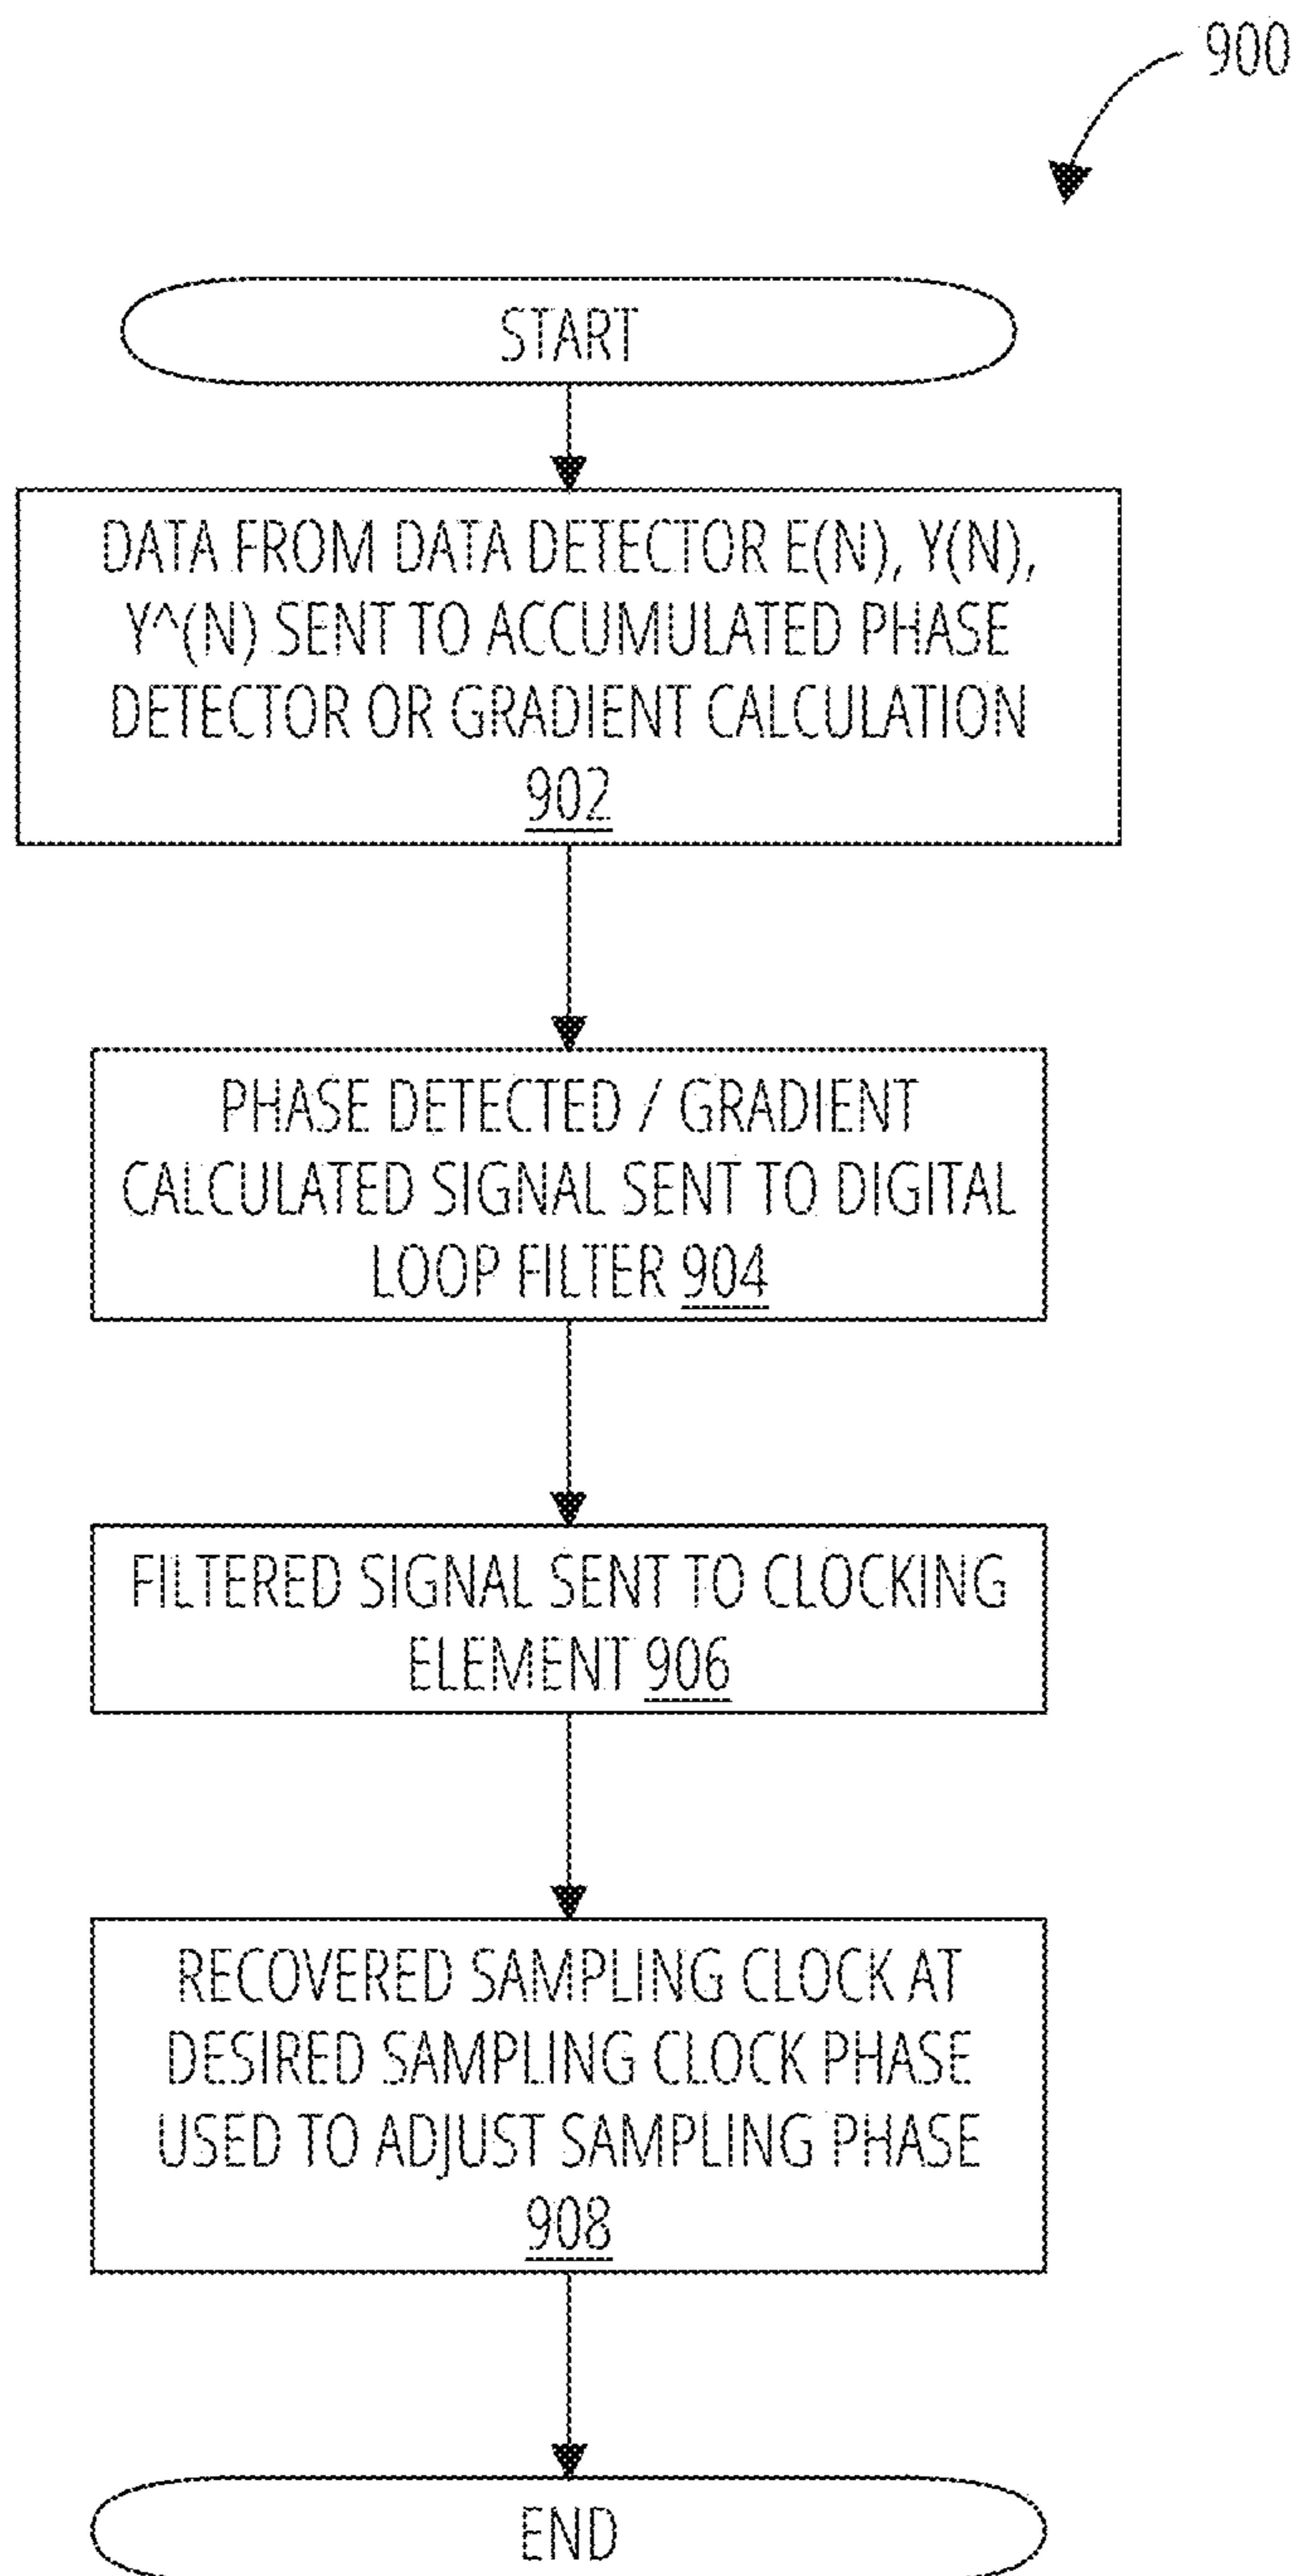 900
START
DATA FROM DATA DETECTOR E(N), Y(N),
Y^(N) SENT TO ACCUMULATED PHASE
DETECTOR OR GRADIENT CALCULATION
902
PHASE DETECTED / GRADIENT
CALCULATED SIGNAL SENT TO DIGITAL
LOOP FILTER 904
FILTERED SIGNAL SENT TO CLOCKING
ELEMENT 906
RECOVERED SAMPLING CLOCK AT
DESIRED SAMPLING CLOCK PHASE
USED TO ADJUST SAMPLING PHASE
908
END